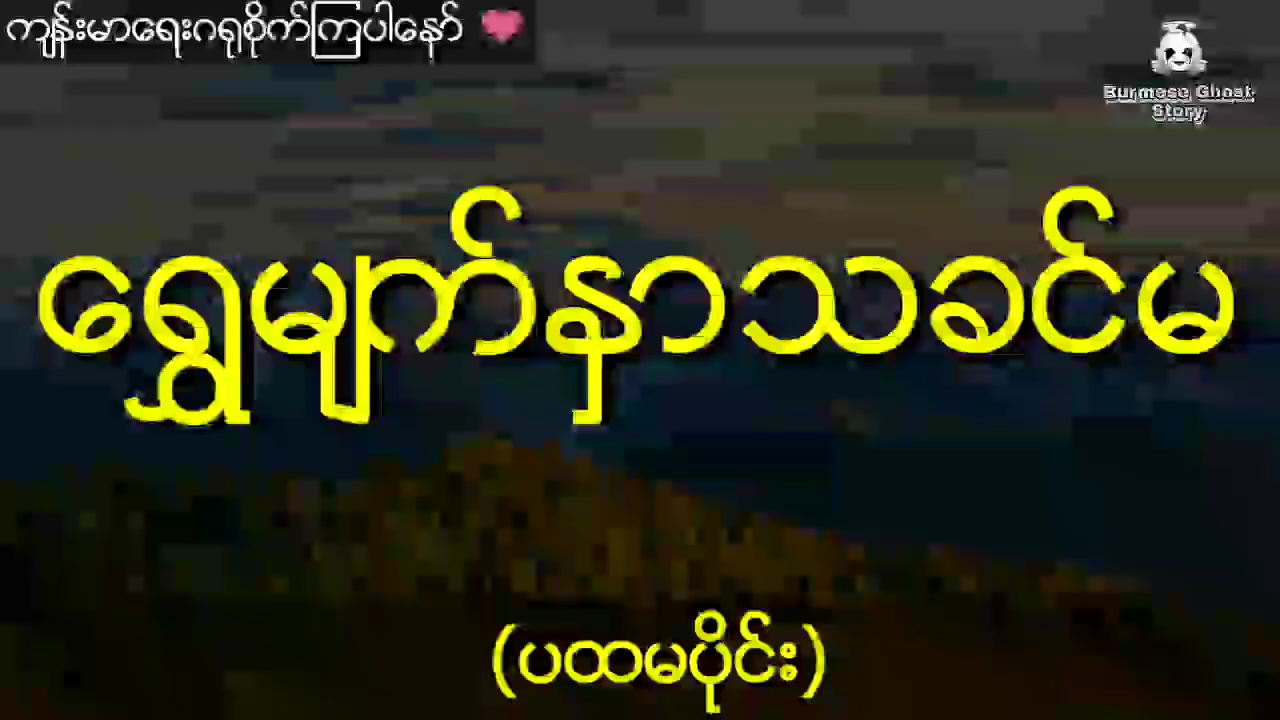 ကျန်းမာရေးဂရုစိုက်ကြပါနော် ❤
Burmese Ghost
Story
ရွှေမျက်နှာသခင်မ
(ပထမပိုင်း)